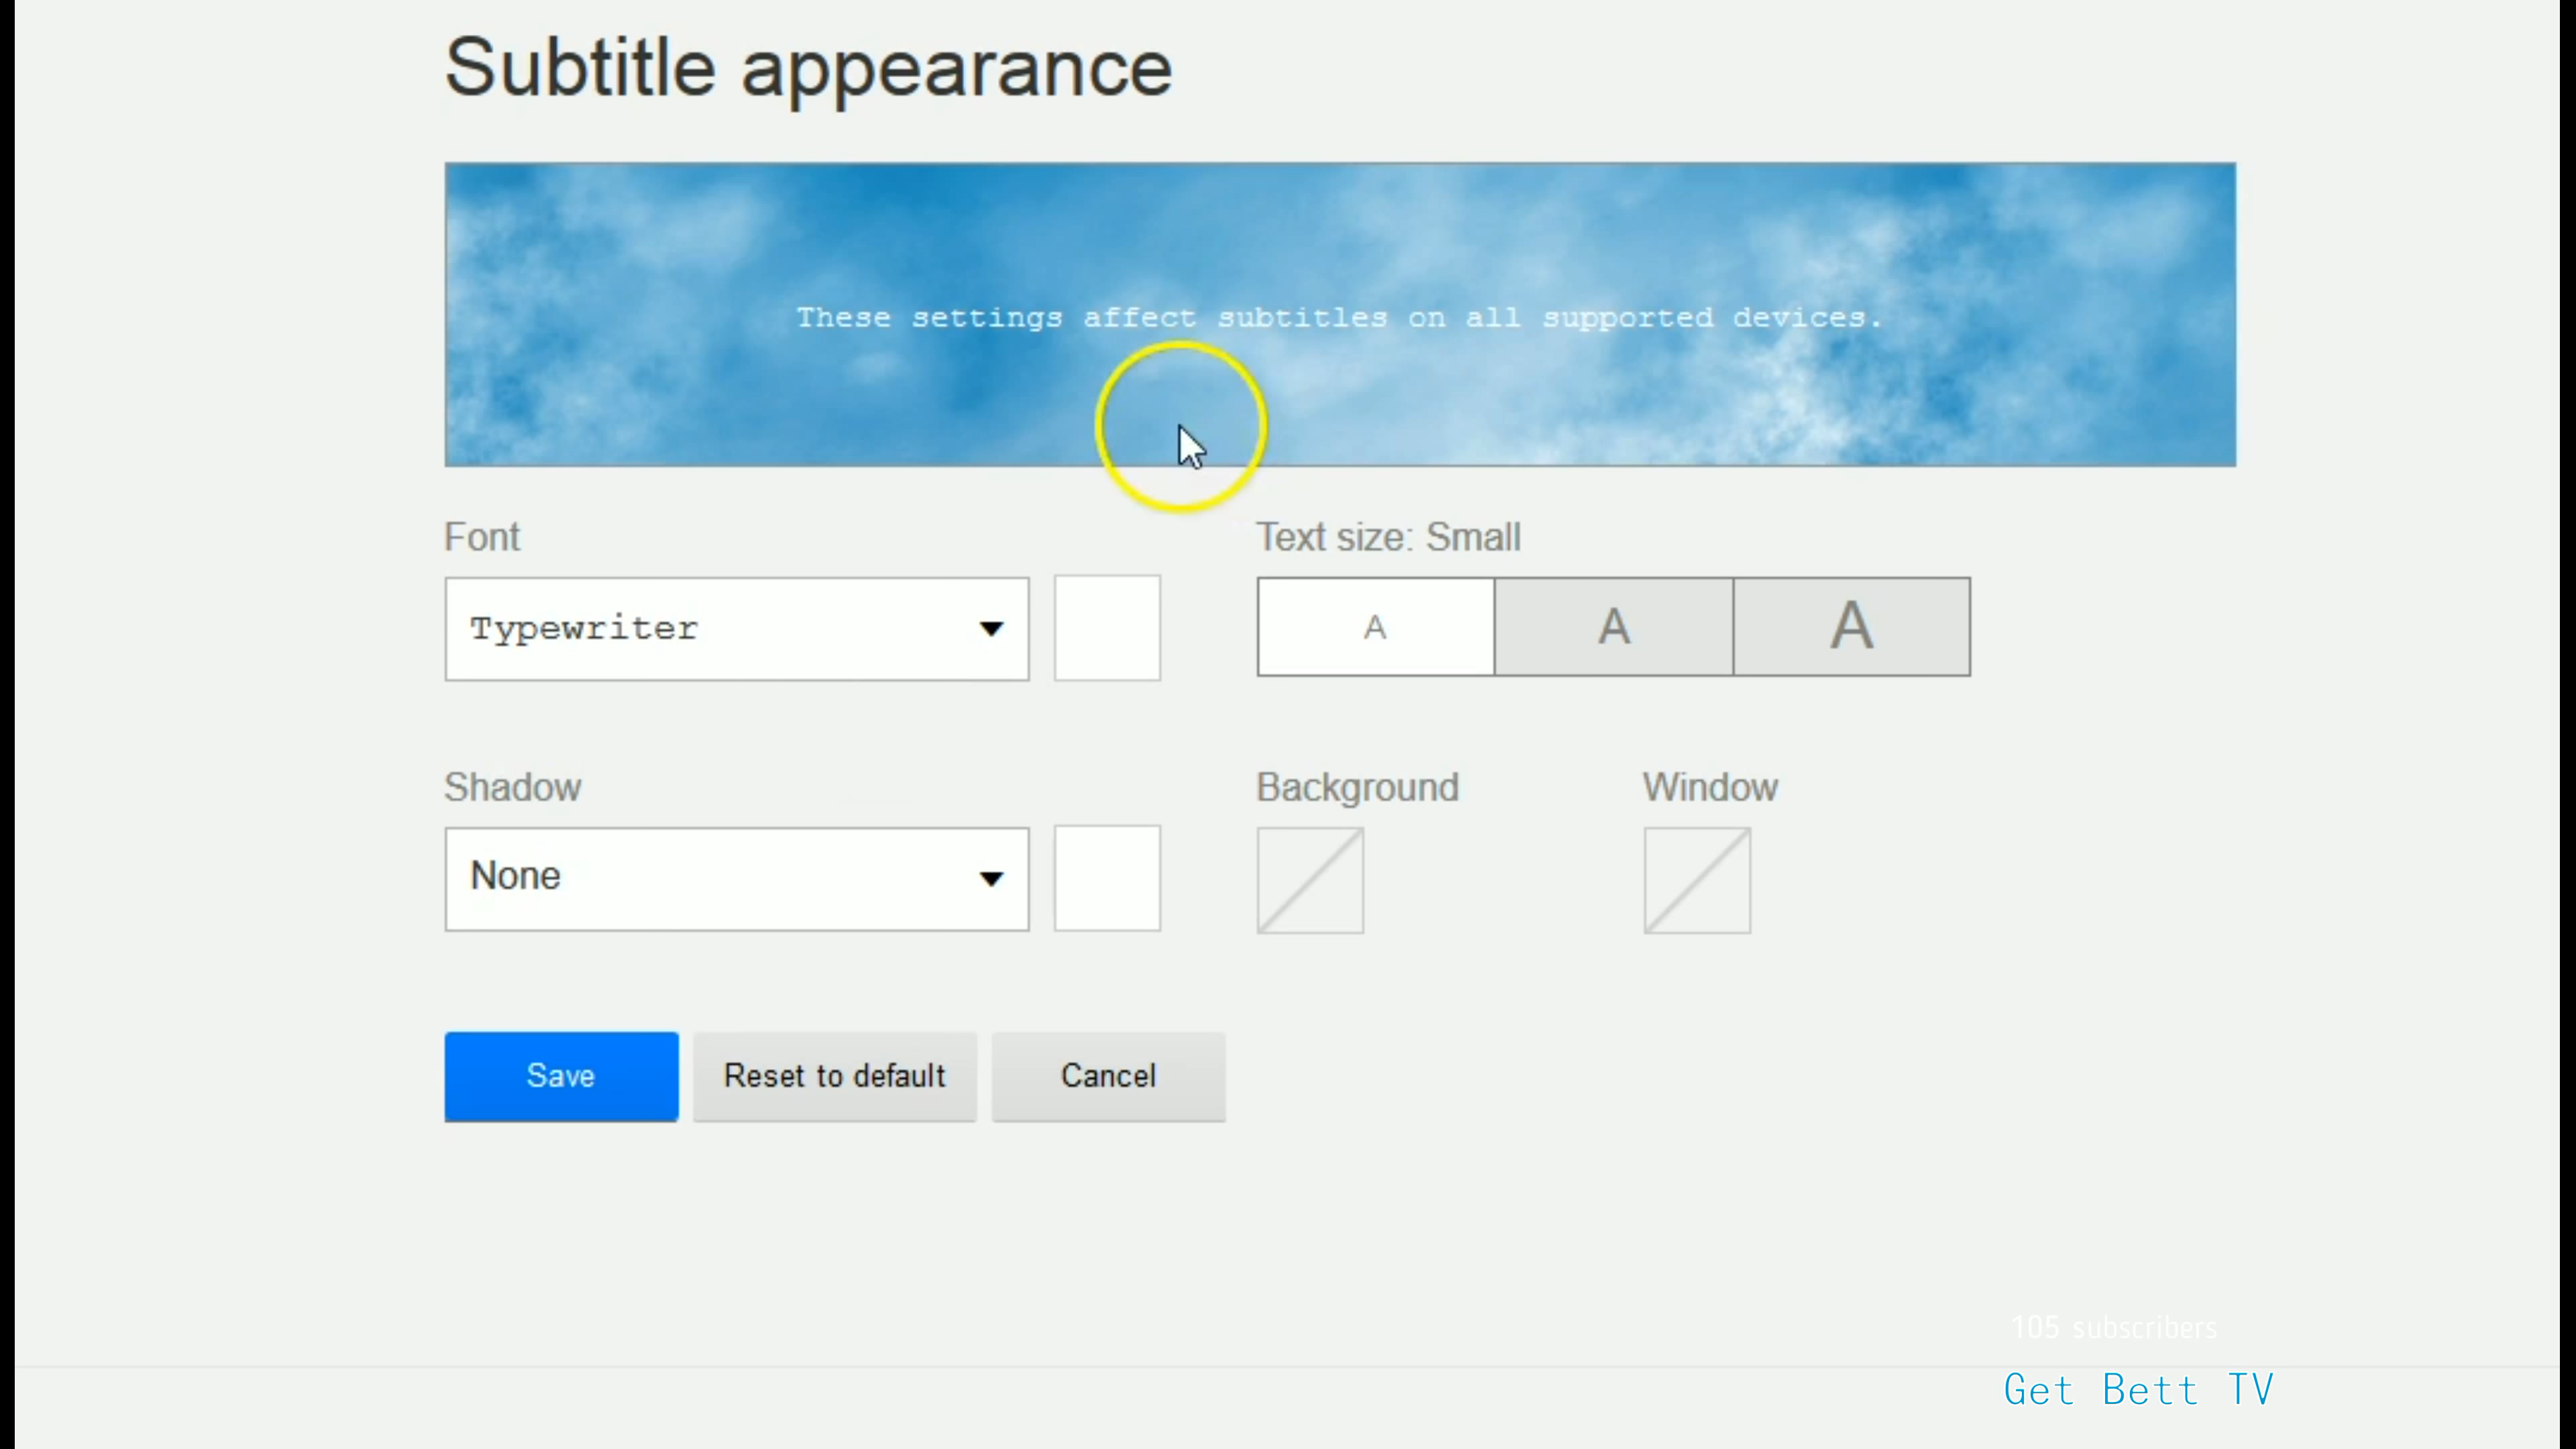 Subtitle appearance
These settings affect subtitles on all supported devices.
Font
Text size: Small
Typewriter
A A A
Shadow
Background
Window
None
Save
Reset to default
Cancel
105 subscribers
Get Bett TV